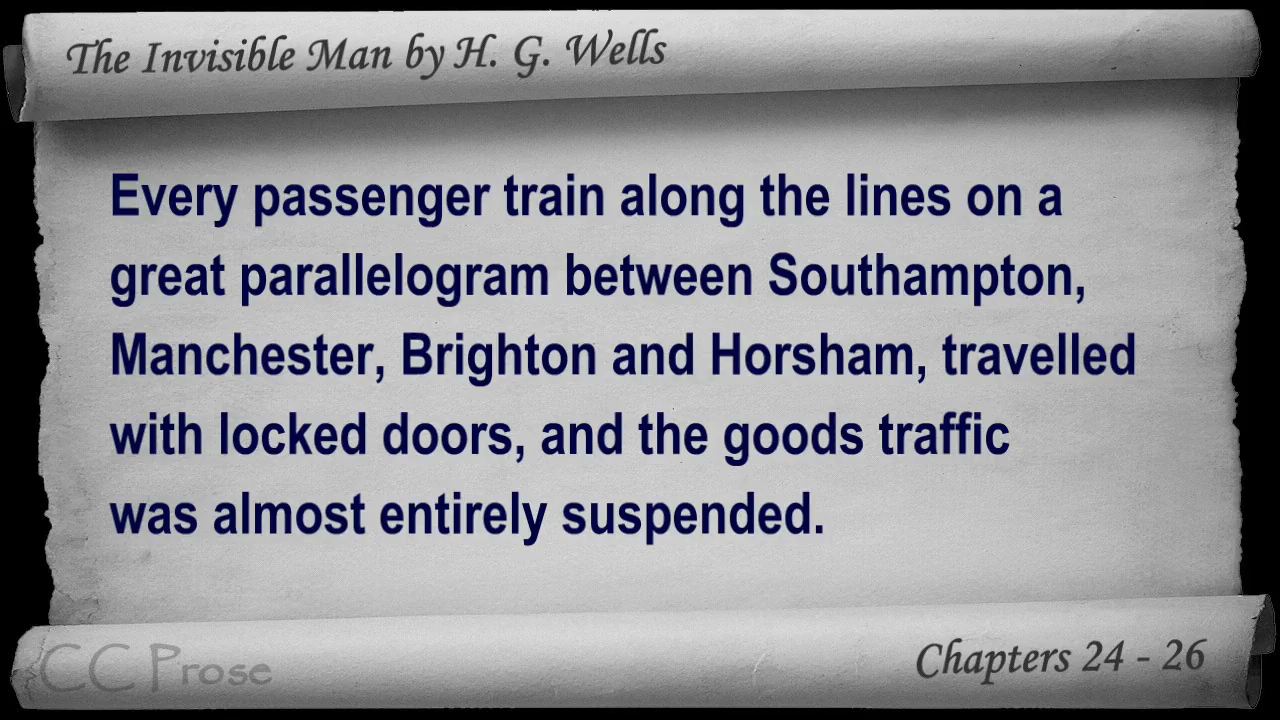 The Invisible Man by H. G. Wells
Every passenger train along the lines on a
great parallelogram between Southampton,
Manchester, Brighton and Horsham, travelled
with locked doors, and the goods traffic
was almost entirely suspended.
CC Prose
Chapters 24 - 26